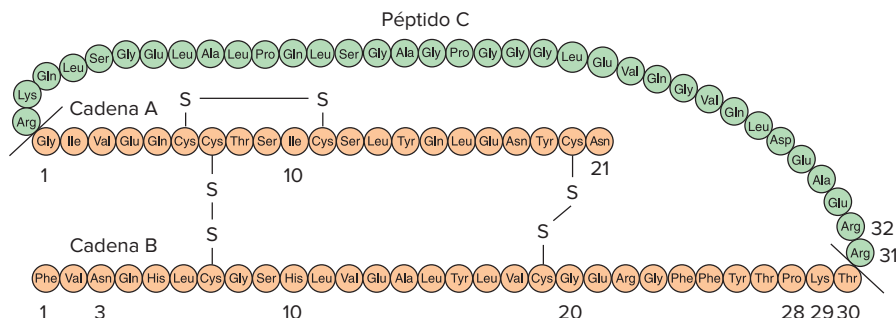 Péptido C
Arg Lys Gln Leu Ser Gly Glu Leu Ala Leu Pro Gln Leu Ser Gly Ala Gly Pro Gly Gly Gly Leu Glu Val Gln Gly Val Gln Leu Asp Glu Ala Glu Arg Arg
32
31
Cadena A
S S
Gly Ile Val Glu Gln Cys Cys Thr Ser Ile Cys Ser Leu Tyr Gln Leu Glu Asn Tyr Cys Asn
1 10 21
S S
S S
Cadena B
Phe Val Asn Gln His Leu Cys Gly Ser His Leu Val Glu Ala Leu Tyr Leu Val Cys Gly Glu Arg Gly Phe Phe Tyr Thr Pro Lys Thr
1 3 10 20 28 29 30